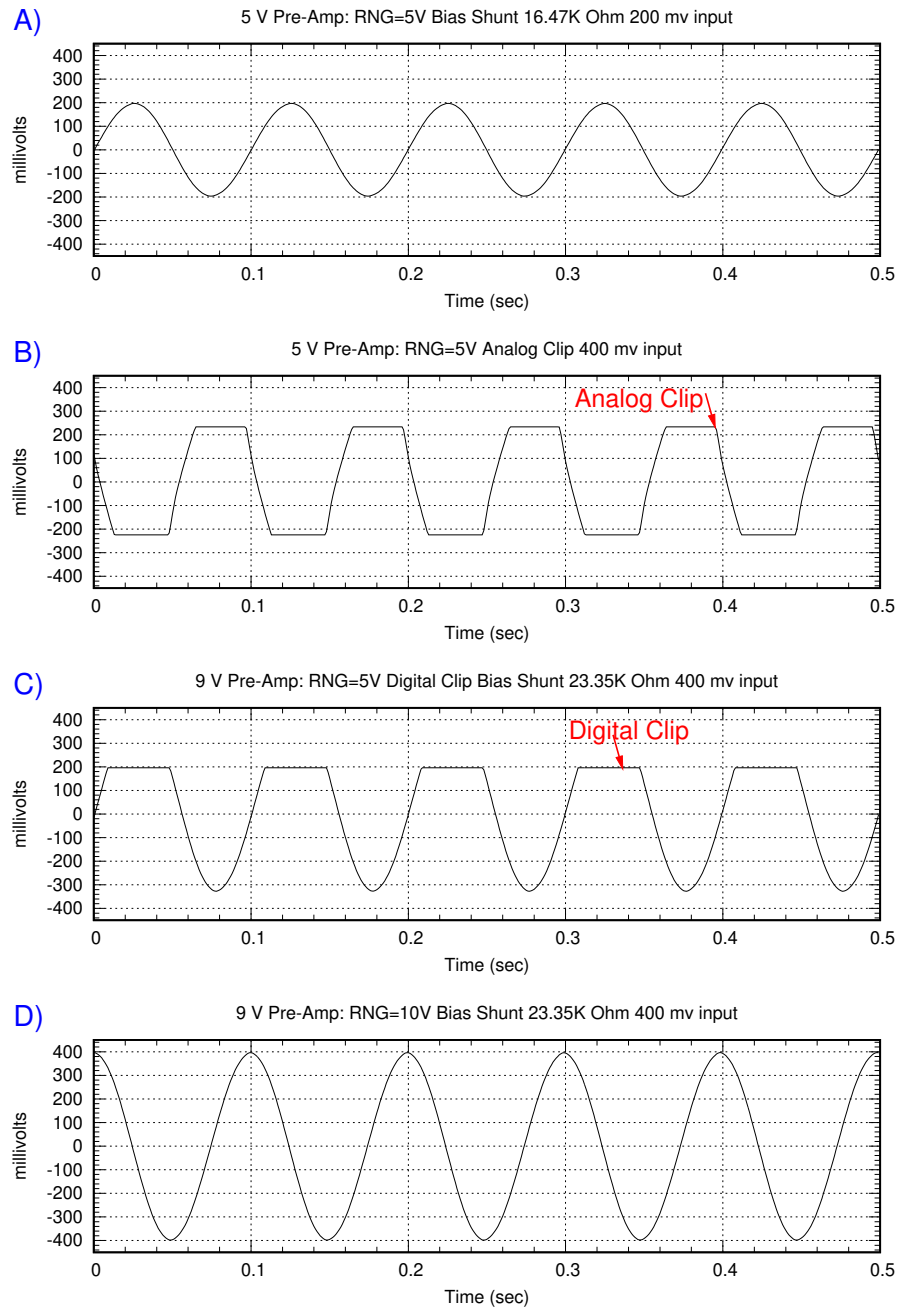 A)
5 V Pre-Amp: RNG=5V Bias Shunt 16.47K Ohm 200 mv input
400
300
200
100
0
-100
-200
-300
-400
millivolts
0 0.1 0.2 0.3 0.4 0.5
Time (sec)
B)
5 V Pre-Amp: RNG=5V Analog Clip 400 mv input
400
300
200
100
0
-100
-200
-300
-400
millivolts
Analog Clip
0 0.1 0.2 0.3 0.4 0.5
Time (sec)
C)
9 V Pre-Amp: RNG=5V Digital Clip Bias Shunt 23.35K Ohm 400 mv input
400
300
200
100
0
-100
-200
-300
-400
millivolts
Digital Clip
0 0.1 0.2 0.3 0.4 0.5
Time (sec)
D)
9 V Pre-Amp: RNG=10V Bias Shunt 23.35K Ohm 400 mv input
400
300
200
100
0
-100
-200
-300
-400
millivolts
0 0.1 0.2 0.3 0.4 0.5
Time (sec)